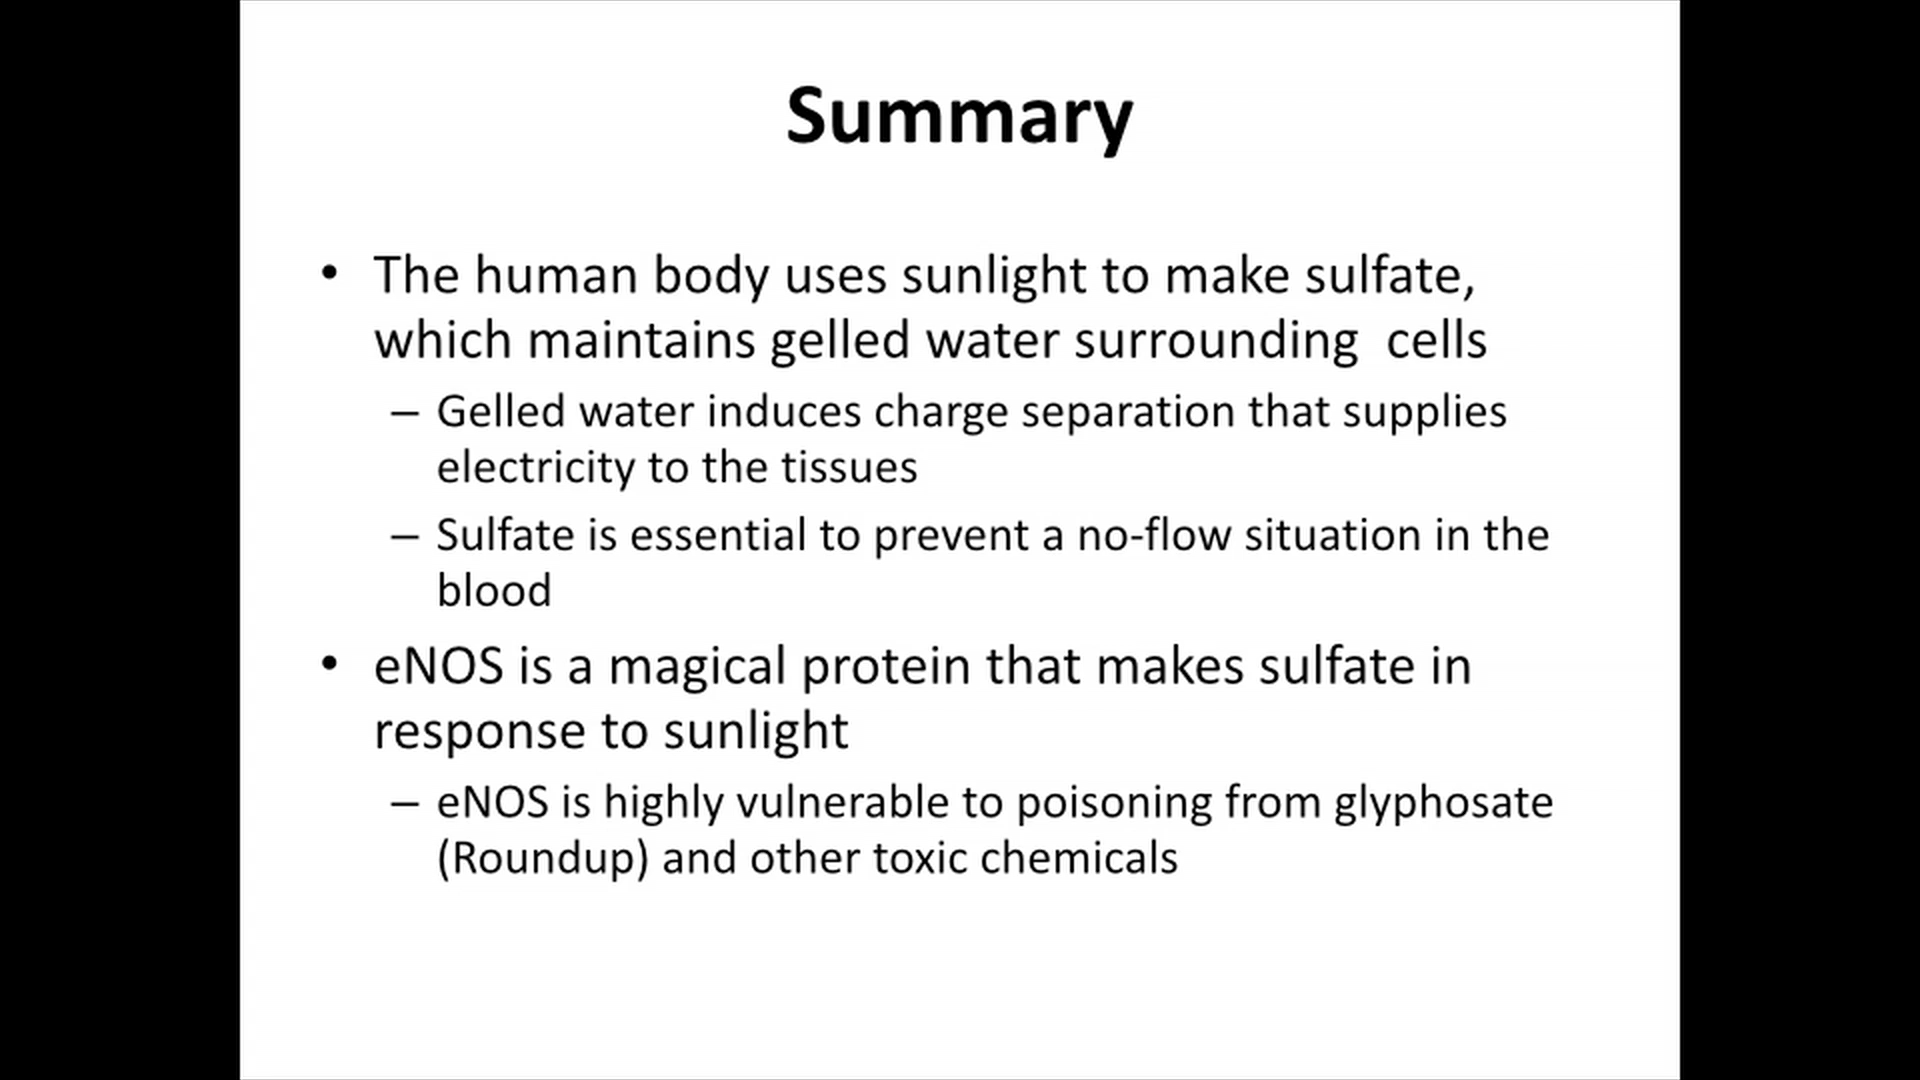 Summary
• The human body uses sunlight to make sulfate,
which maintains gelled water surrounding  cells
– Gelled water induces charge separation that supplies
electricity to the tissues
– Sulfate is essential to prevent a no-flow situation in the
blood
• eNOS is a magical protein that makes sulfate in
response to sunlight
– eNOS is highly vulnerable to poisoning from glyphosate
(Roundup) and other toxic chemicals